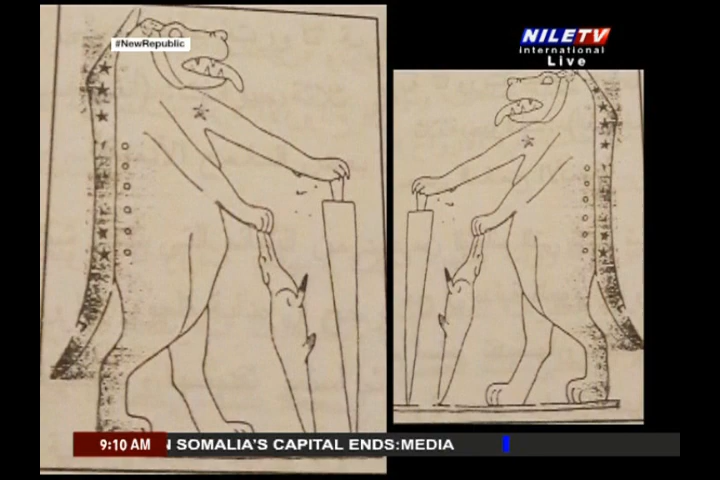 #NewRepublic
NILETV
international
Live
9:10 AM
N SOMALIA'S CAPITAL ENDS:MEDIA